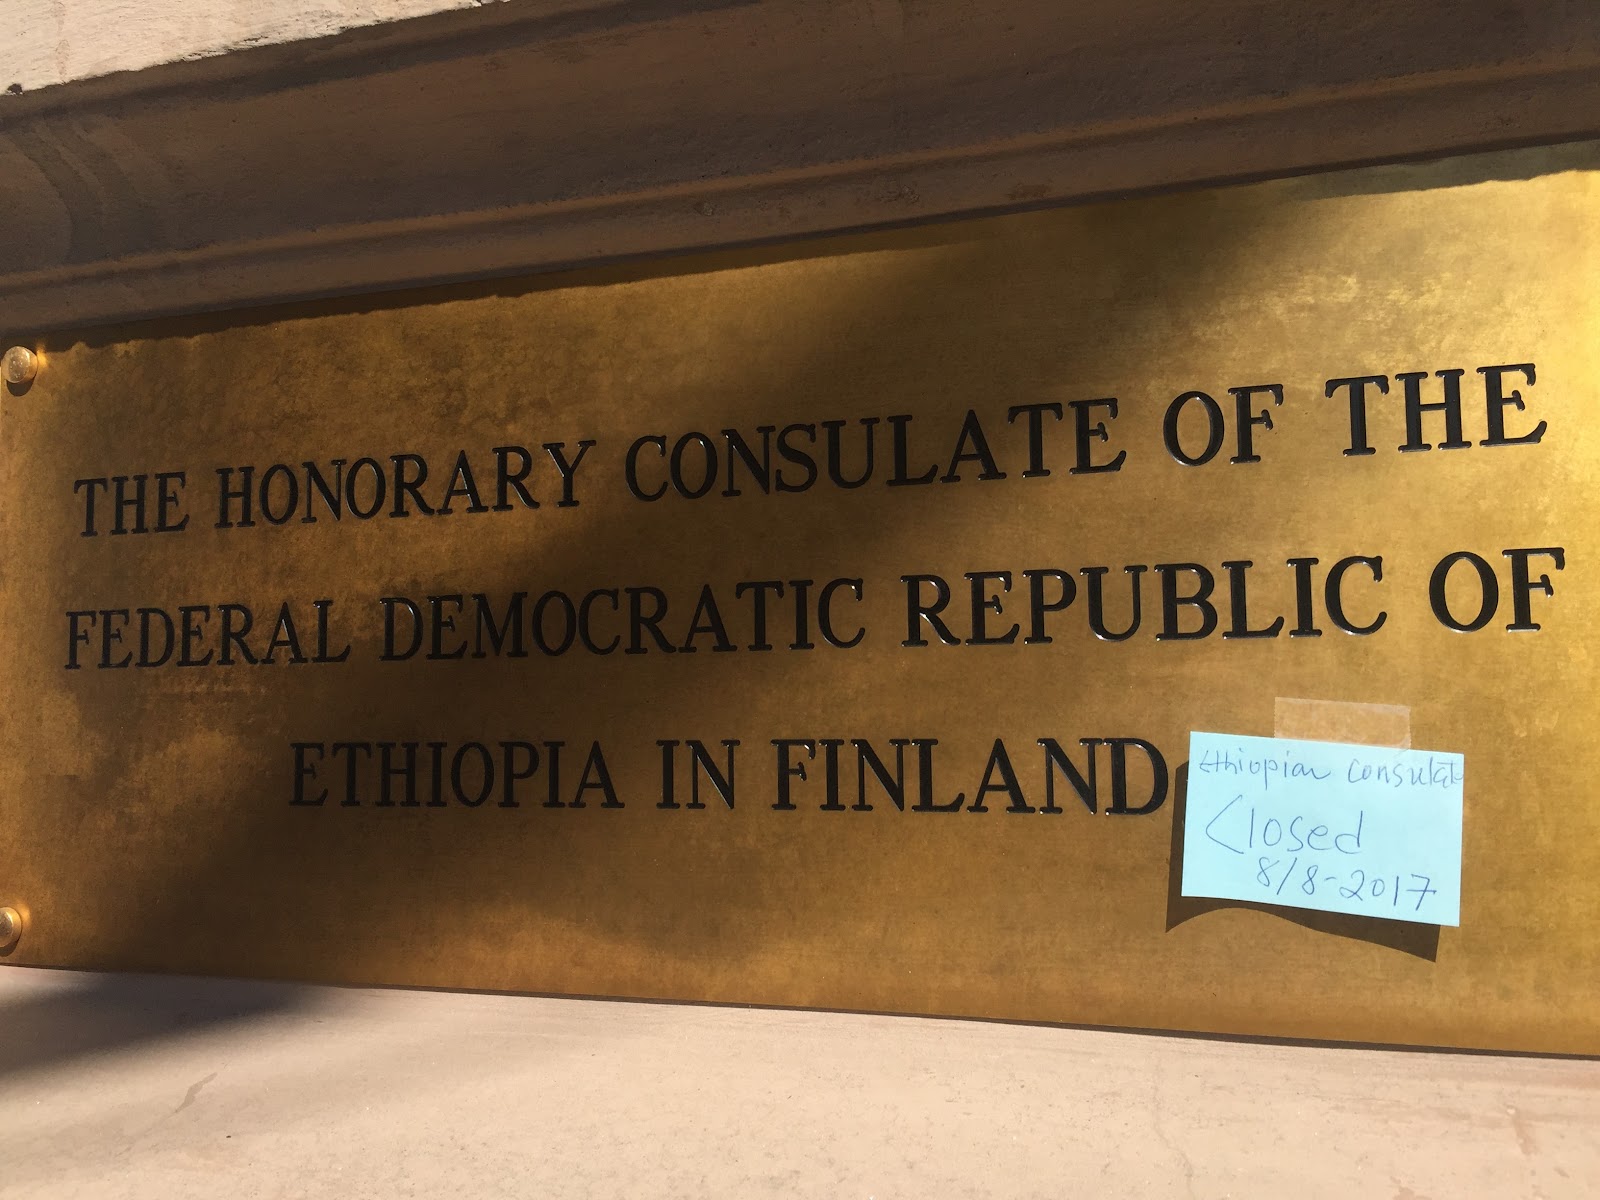 THE HONORARY CONSULATE OF THE
FEDERAL DEMOCRATIC REPUBLIC OF
ETHIOPIA IN FINLAND
Ethiopian consulate
Closed
8/8-2017